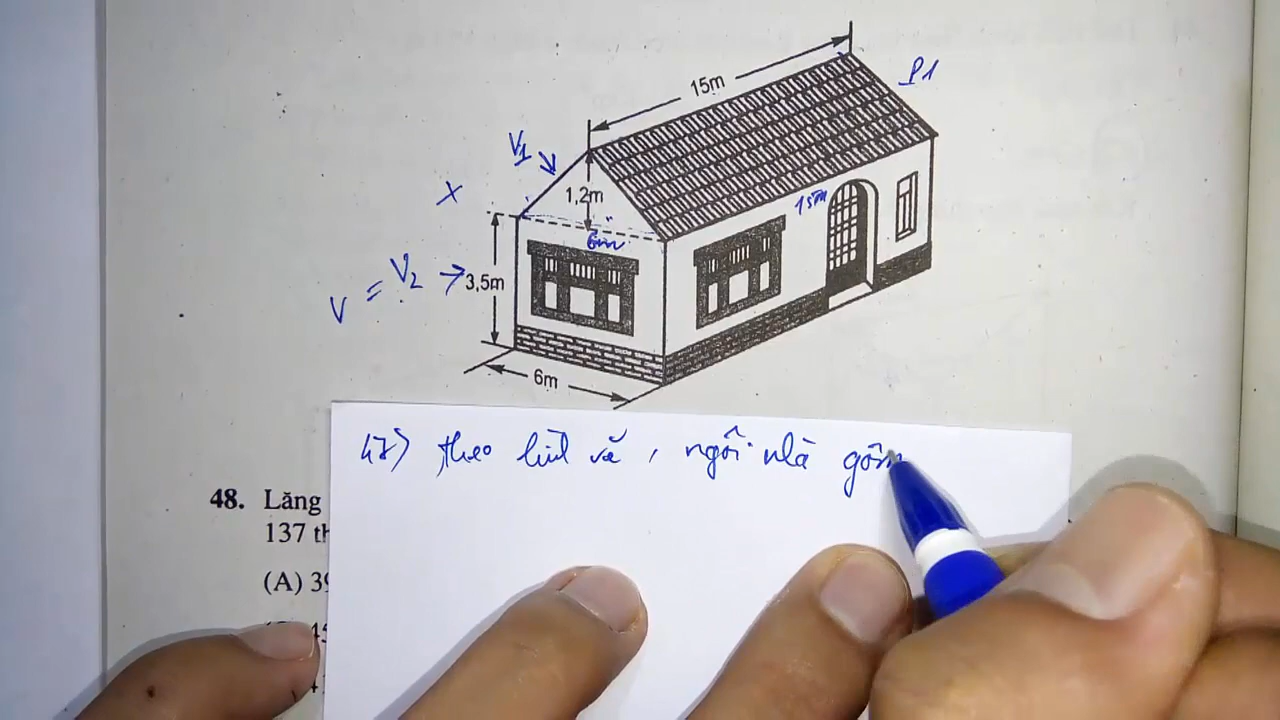 15m
P1
V1
1,2m
X
15m
6m
V = V2 → 3,5m
6m
47) theo hình vẽ, ngôi nhà gồm
48. Lăng
137 th
(A) 39